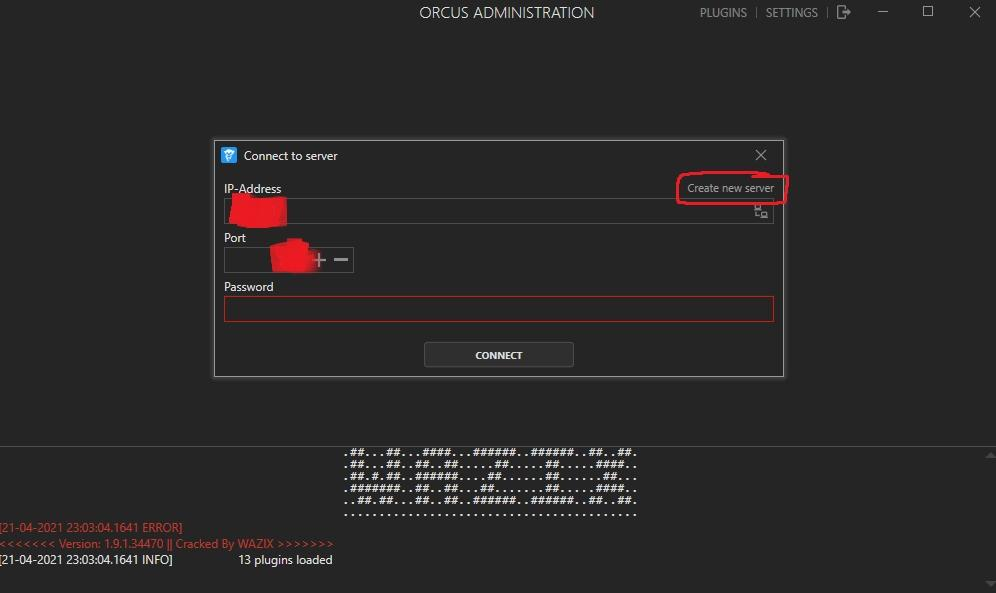 ORCUS ADMINISTRATION
PLUGINS | SETTINGS
Connect to server
IP-Address
Create new server
Port
Password
CONNECT
.##...##...####...######..######..##..##.
.##...##..##..##.....##.....##.....####..
.##.#.##..######....##......##......##...
.#######..##..##...##.......##.....####..
..##.##...##..##..######..######..##..##.
.........................................
[21-04-2021 23:03:04.1641 ERROR]
<<<<<<< Version: 1.9.1.34470 || Cracked By WAZIX >>>>>>>
[21-04-2021 23:03:04.1641 INFO] 13 plugins loaded